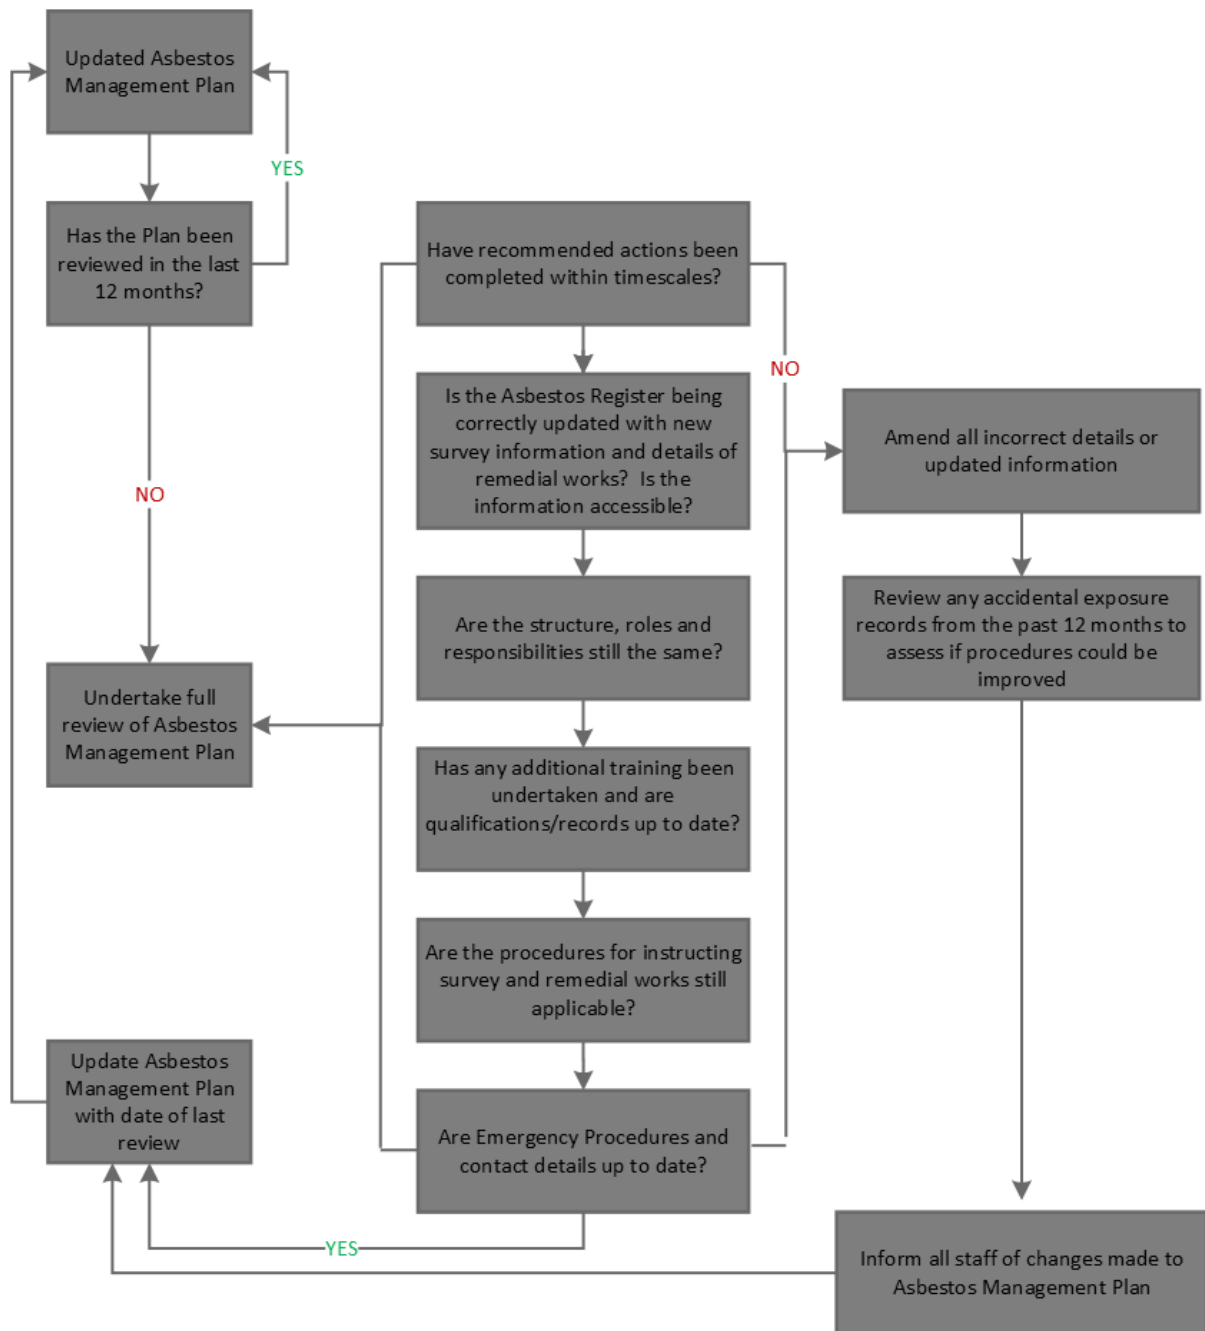 Updated Asbestos
Management Plan
YES
Has the Plan been
reviewed in the last
12 months?
NO
Undertake full
review of Asbestos
Management Plan
Update Asbestos
Management Plan
with date of last
review
Have recommended actions been
completed within timescales?
NO
Is the Asbestos Register being
correctly updated with new
survey information and details of
remedial works?  Is the
information accessible?
Are the structure, roles and
responsibilities still the same?
Has any additional training been
undertaken and are
qualifications/records up to date?
Are the procedures for instructing
survey and remedial works still
applicable?
Are Emergency Procedures and
contact details up to date?
YES
Amend all incorrect details or
updated information
Review any accidental exposure
records from the past 12 months to
assess if procedures could be
improved
Inform all staff of changes made to
Asbestos Management Plan